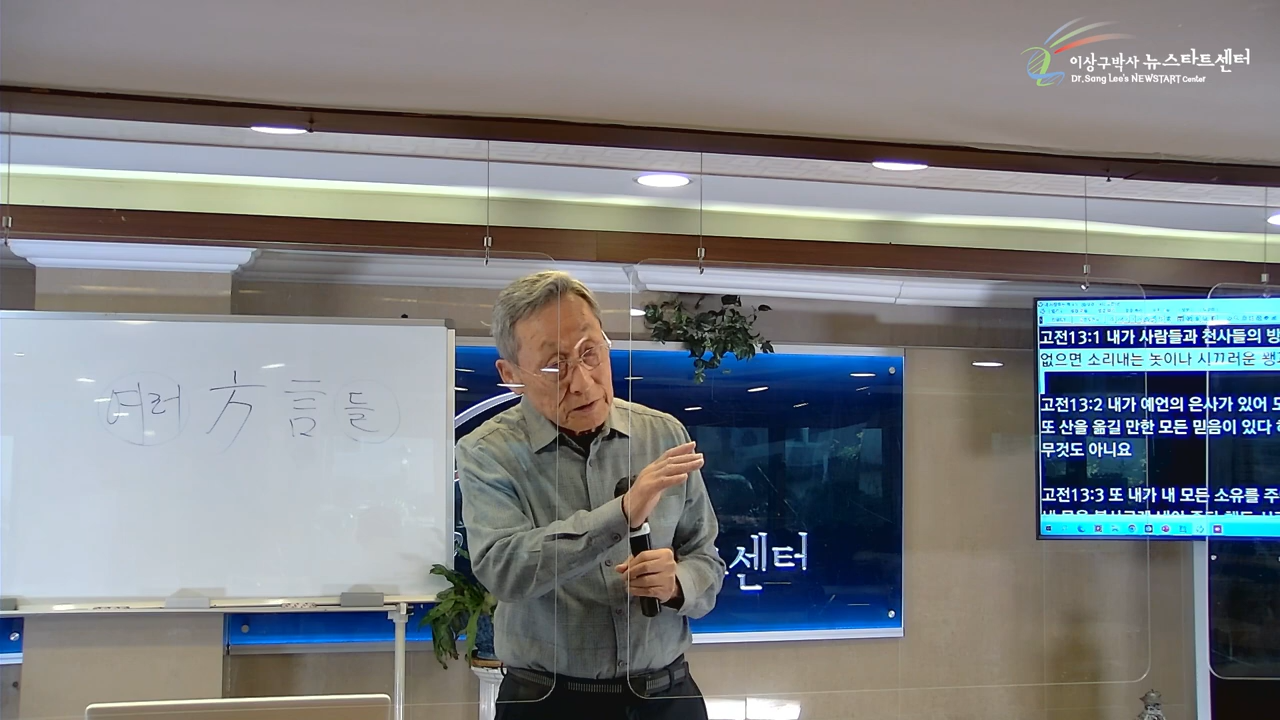 이상구박사 뉴스타트센터
Dr. Sang Lee's NEWSTART Center
여러 方言들
센터
고전13:1 내가 사람들과 천사들의 방
없으면 소리내는 놋이나 시끄러운 쌩
고전13:2 내가 예언의 은사가 있어 모
또 산을 옮길 만한 모든 믿음이 있다
무것도 아니요
고전13:3 또 내가 내 모든 소유를 주